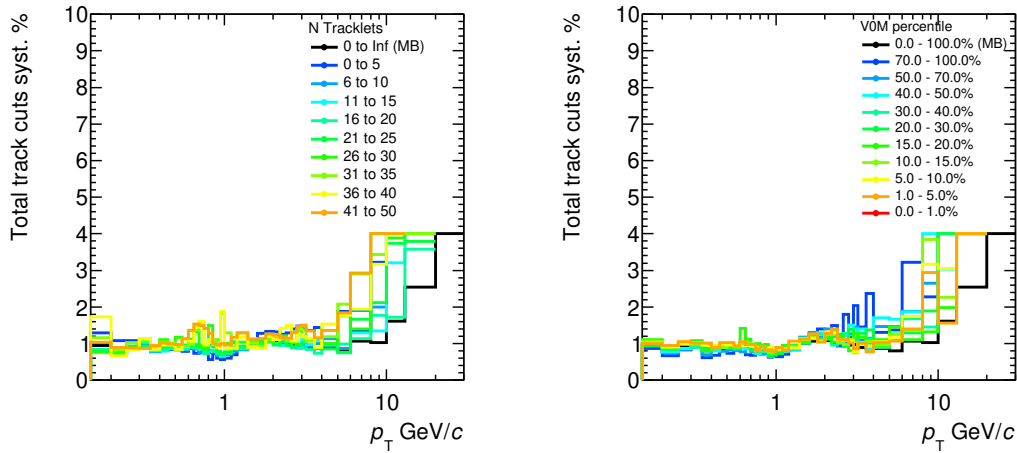 Total track cuts syst. %
10
9
8
7
6
5
4
3
2
1
0
N Tracklets
0 to Inf (MB)
0 to 5
6 to 10
11 to 15
16 to 20
21 to 25
26 to 30
31 to 35
36 to 40
41 to 50
1
10
p_T GeV/c
Total track cuts syst. %
10
9
8
7
6
5
4
3
2
1
0
V0M percentile
0.0 - 100.0% (MB)
70.0 - 100.0%
50.0 - 70.0%
40.0 - 50.0%
30.0 - 40.0%
20.0 - 30.0%
15.0 - 20.0%
10.0 - 15.0%
5.0 - 10.0%
1.0 - 5.0%
0.0 - 1.0%
1
10
p_T GeV/c